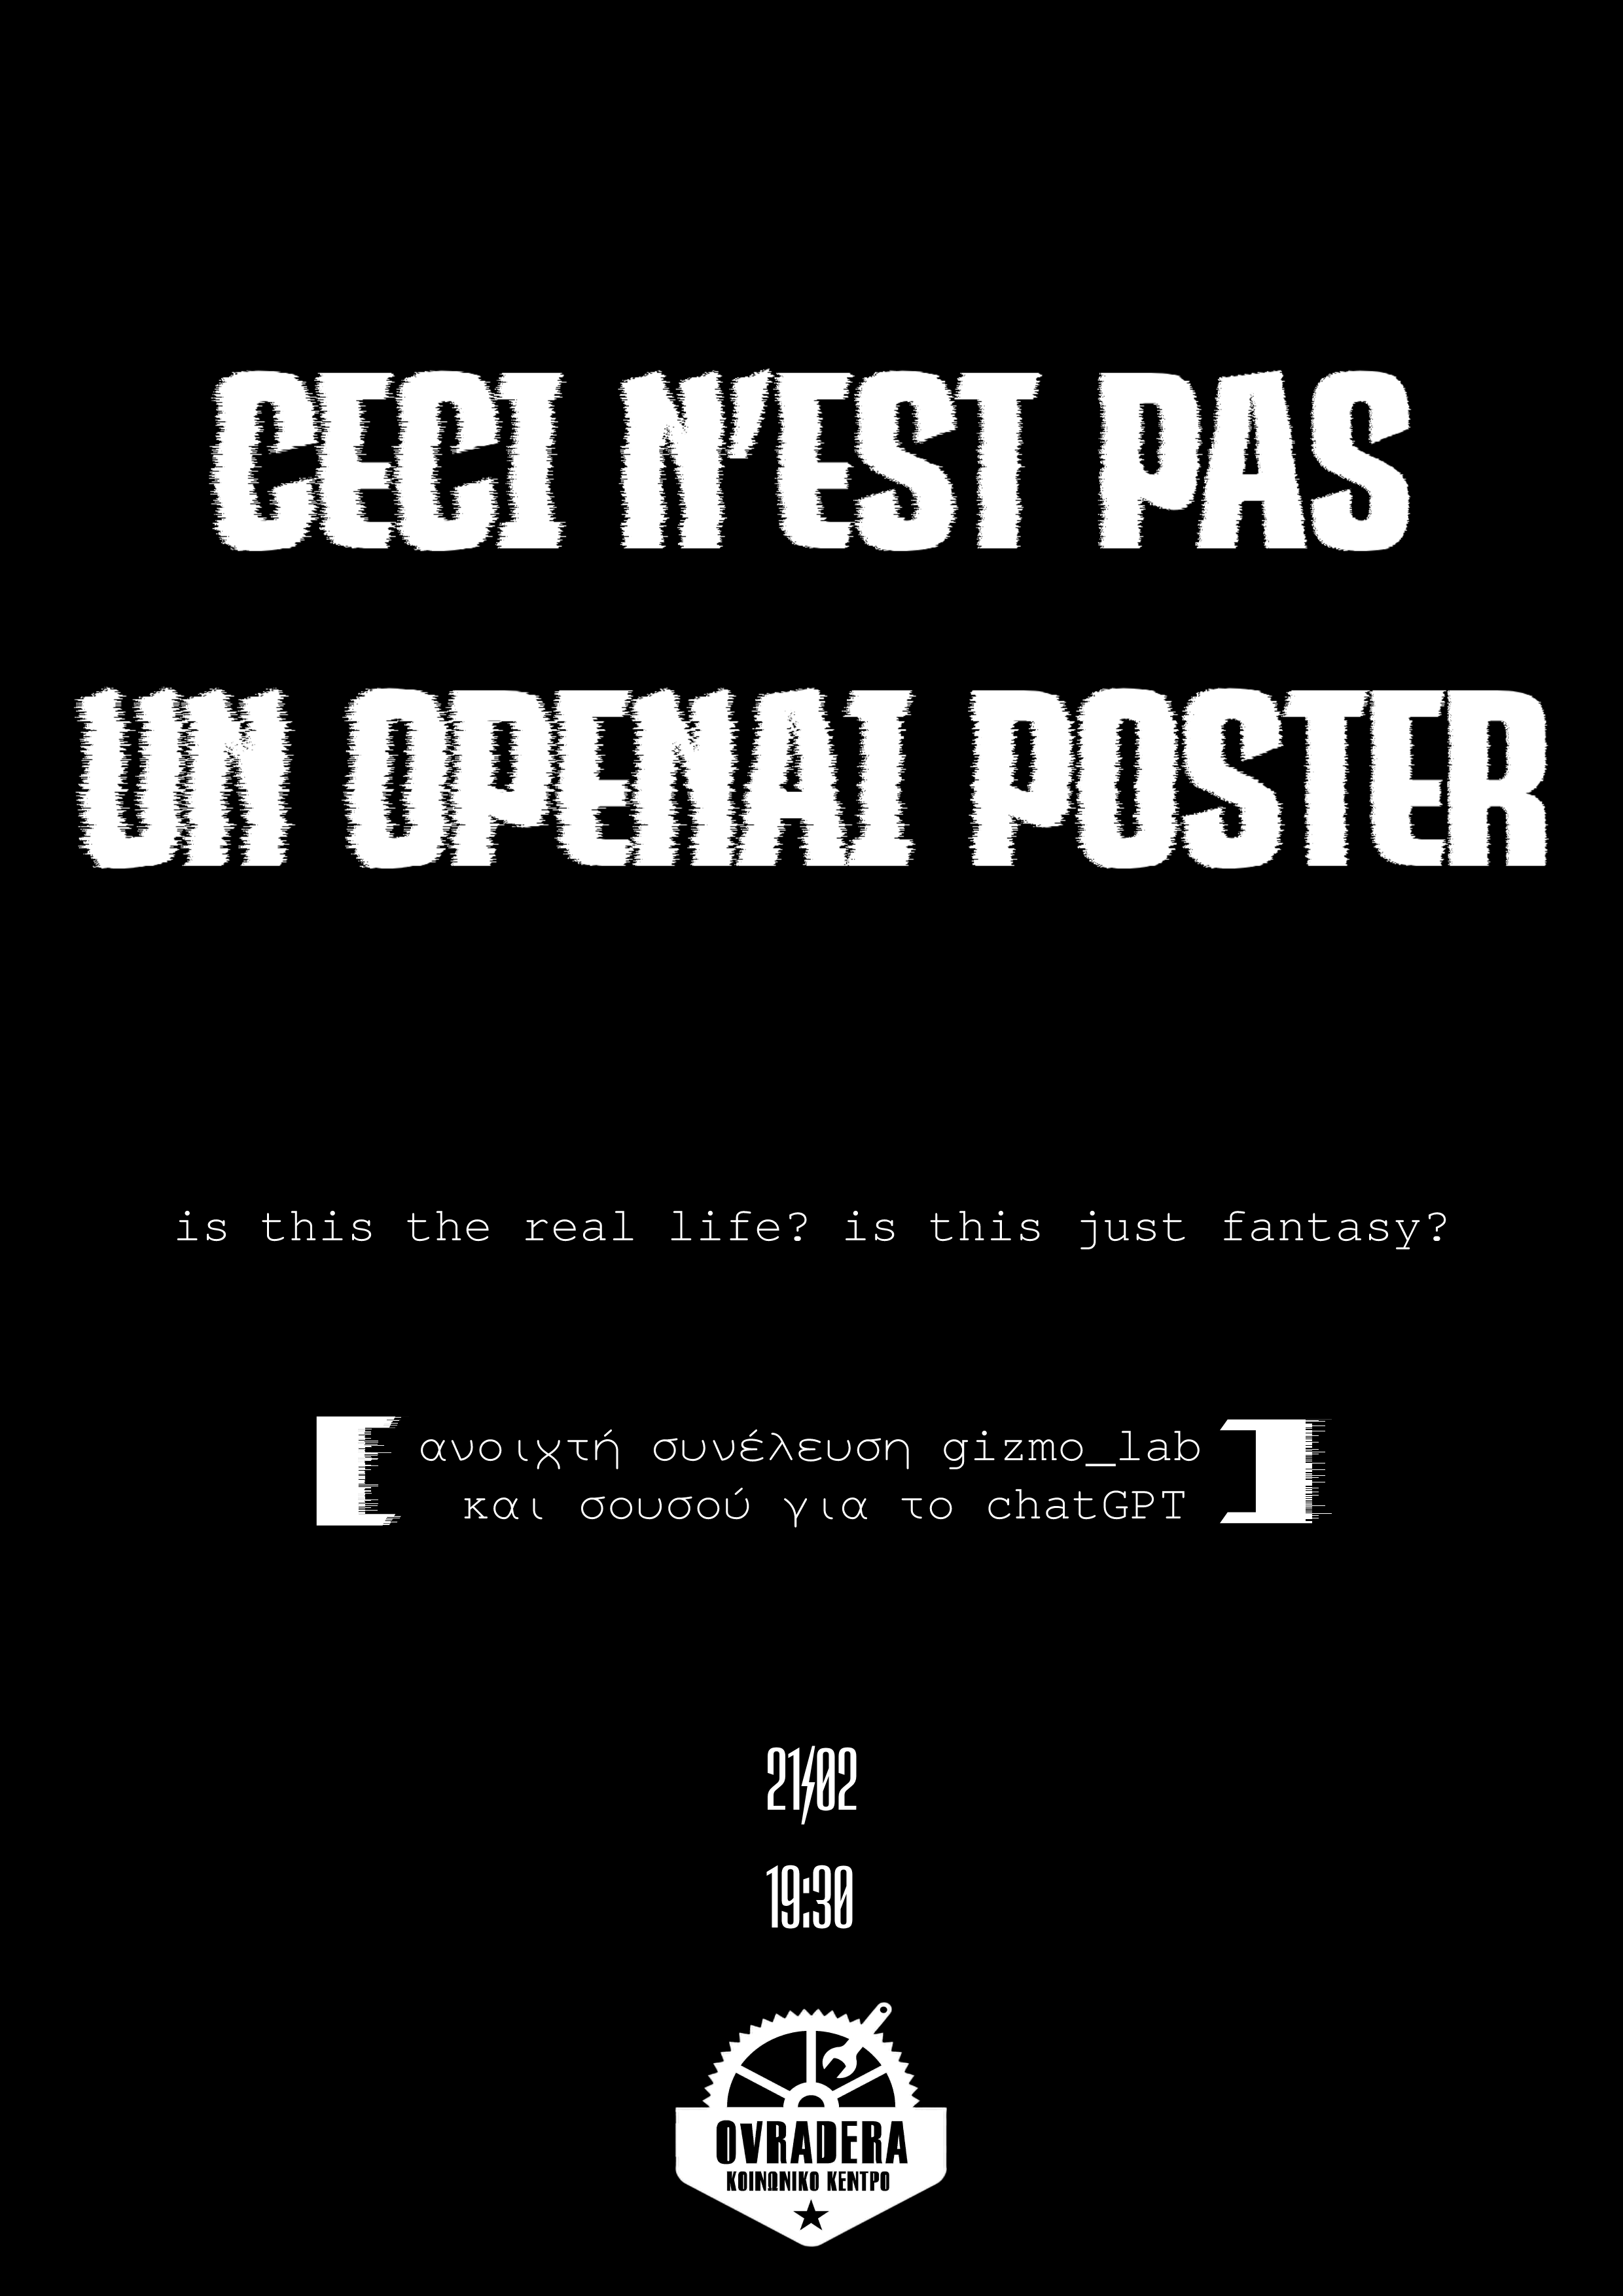 CECI N'EST PAS
UN OPENAI POSTER
is this the real life? is this just fantasy?
[ ανοιχτή συνέλευση gizmo_lab
και σουσού για το chatGPT ]
21/02
19:30
OVRADERA
ΚΟΙΝΩΝΙΚΟ ΚΕΝΤΡΟ